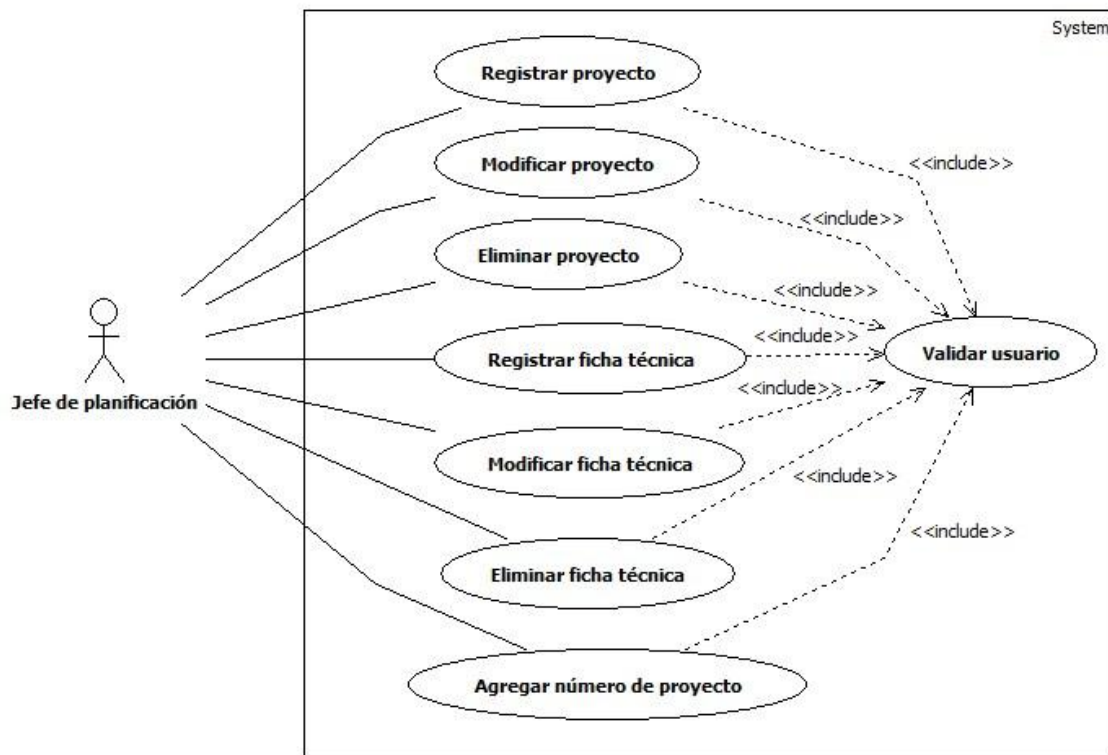 System
Registrar proyecto
<<include>>
Modificar proyecto
<<include>>
Eliminar proyecto
<<include>>
<<include>>
Registrar ficha técnica
Validar usuario
<<include>>
Jefe de planificación
Modificar ficha técnica
<<include>>
<<include>>
Eliminar ficha técnica
Agregar número de proyecto